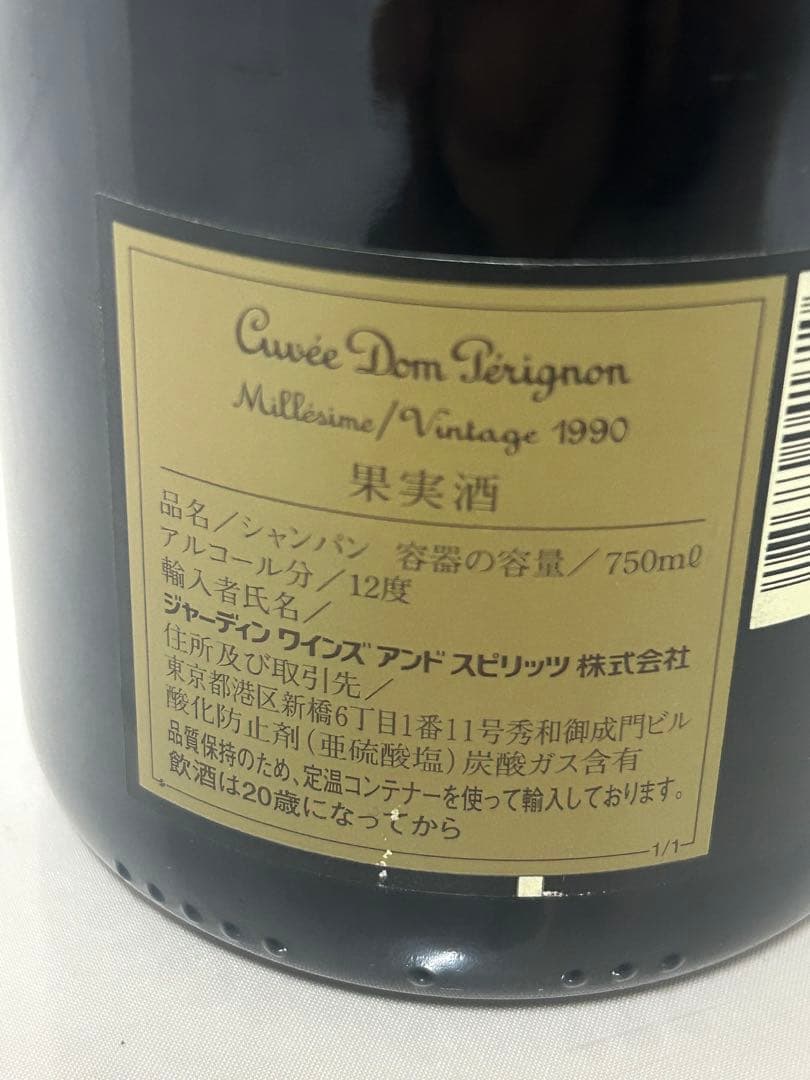 Cuvée Dom Pérignon
Millésime/Vintage 1990
果実酒
品名／シャンパン 容器の容量／750mℓ
アルコール分／12度
輸入者氏名／
ジャーディン ワインズ アンド スピリッツ 株式会社
住所及び取引先／
東京都港区新橋6丁目1番11号秀和御成門ビル
酸化防止剤(亜硫酸塩)炭酸ガス含有
品質保持のため、定温コンテナーを使って輸入しております。
飲酒は20歳になってから
1/1